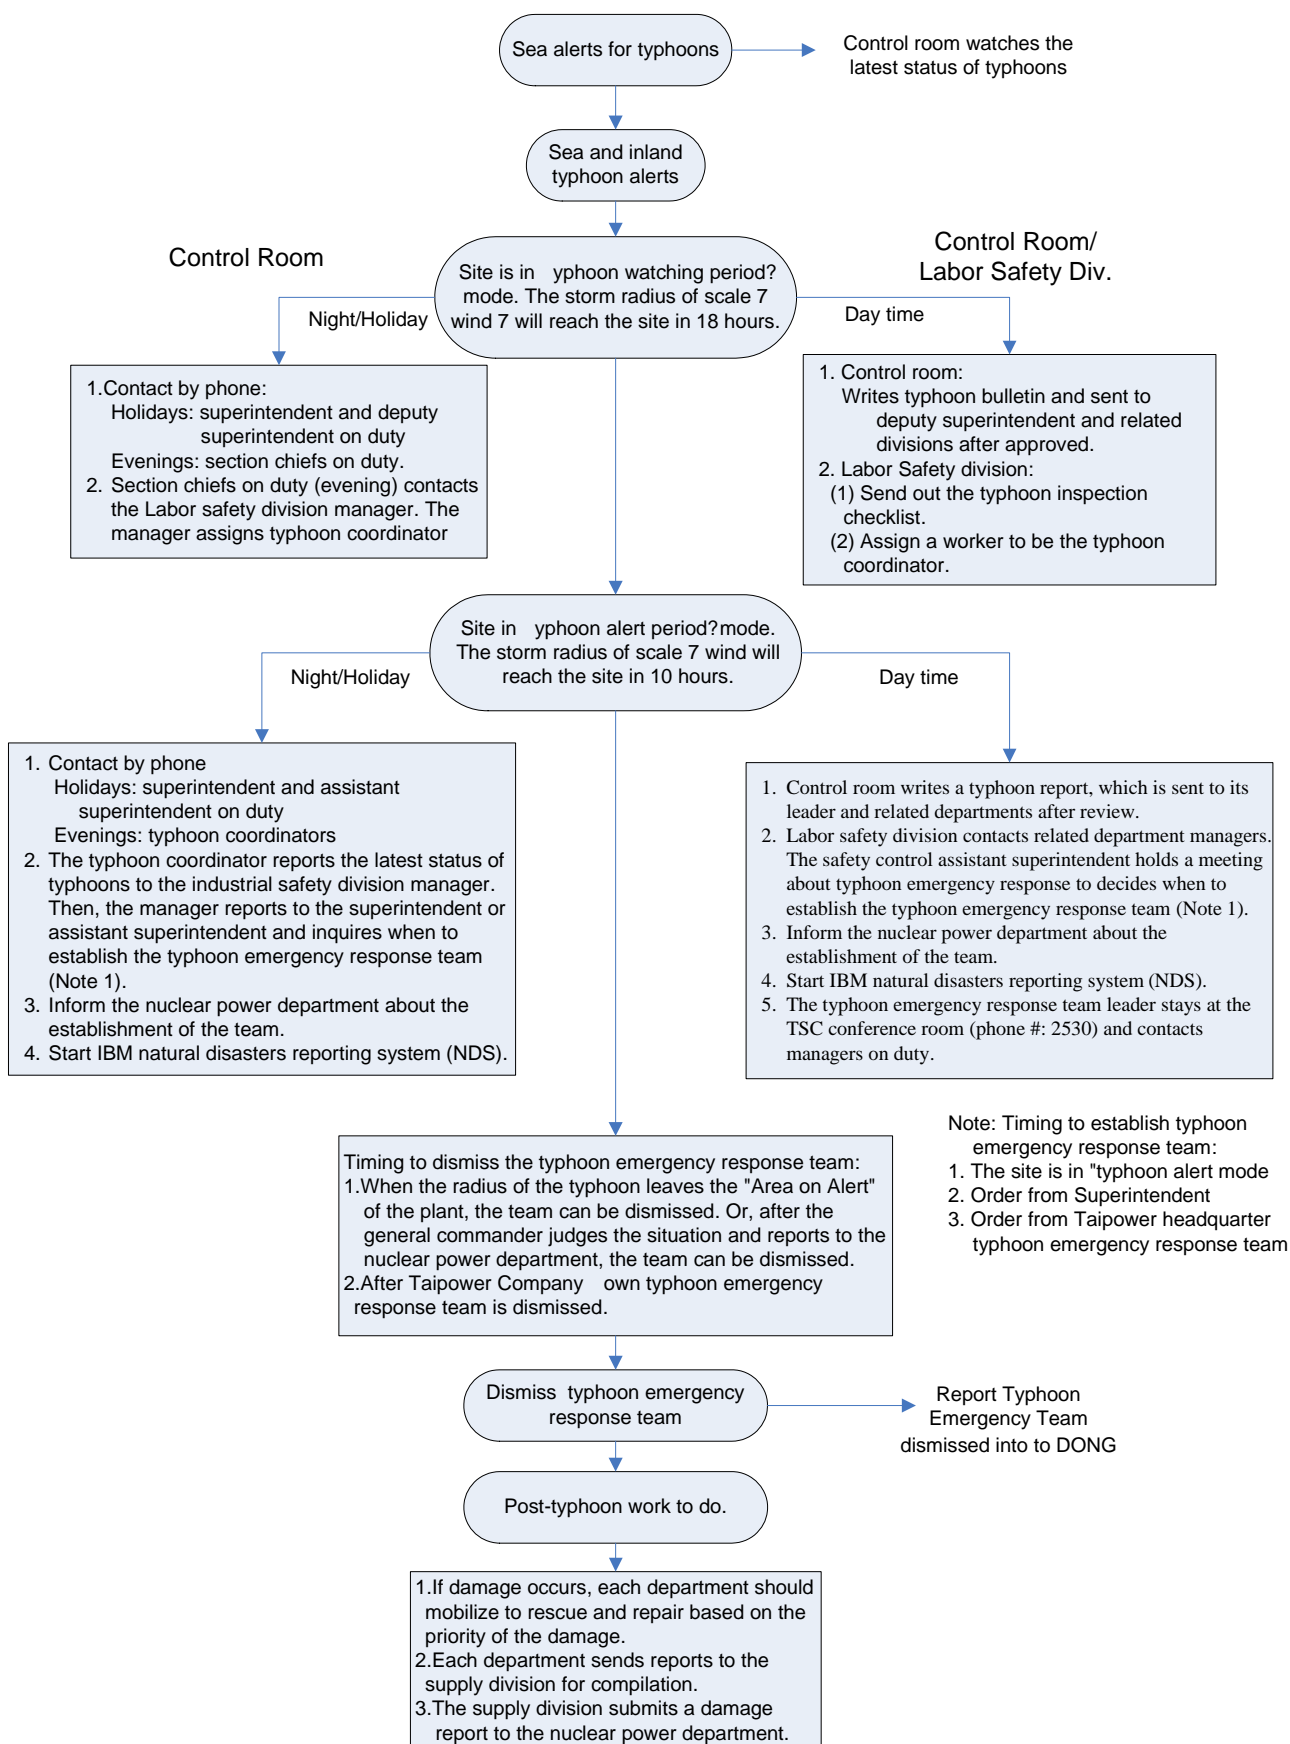 Sea alerts for typhoons
Control room watches the
latest status of typhoons
Sea and inland
typhoon alerts
Control Room
Control Room/
Labor Safety Div.
Site is in yphoon watching period?
mode. The storm radius of scale 7
wind 7 will reach the site in 18 hours.
Night/Holiday
Day time
1.Contact by phone:
Holidays: superintendent and deputy
superintendent on duty
Evenings: section chiefs on duty.
2. Section chiefs on duty (evening) contacts
the Labor safety division manager. The
manager assigns typhoon coordinator
1. Control room:
Writes typhoon bulletin and sent to
deputy superintendent and related
divisions after approved.
2. Labor Safety division:
(1) Send out the typhoon inspection
checklist.
(2) Assign a worker to be the typhoon
coordinator.
Site in yphoon alert period?mode.
The storm radius of scale 7 wind will
reach the site in 10 hours.
Night/Holiday
Day time
1. Contact by phone
Holidays: superintendent and assistant
superintendent on duty
Evenings: typhoon coordinators
2. The typhoon coordinator reports the latest status of
typhoons to the industrial safety division manager.
Then, the manager reports to the superintendent or
assistant superintendent and inquires when to
establish the typhoon emergency response team
(Note 1).
3. Inform the nuclear power department about the
establishment of the team.
4. Start IBM natural disasters reporting system (NDS).
1. Control room writes a typhoon report, which is sent to its
leader and related departments after review.
2. Labor safety division contacts related department managers.
The safety control assistant superintendent holds a meeting
about typhoon emergency response to decides when to
establish the typhoon emergency response team (Note 1).
3. Inform the nuclear power department about the
establishment of the team.
4. Start IBM natural disasters reporting system (NDS).
5. The typhoon emergency response team leader stays at the
TSC conference room (phone #: 2530) and contacts
managers on duty.
Note: Timing to establish typhoon
emergency response team:
1. The site is in "typhoon alert mode
2. Order from Superintendent
3. Order from Taipower headquarter
typhoon emergency response team
Timing to dismiss the typhoon emergency response team:
1.When the radius of the typhoon leaves the "Area on Alert"
of the plant, the team can be dismissed. Or, after the
general commander judges the situation and reports to the
nuclear power department, the team can be dismissed.
2.After Taipower Company own typhoon emergency
response team is dismissed.
Dismiss typhoon emergency
response team
Report Typhoon
Emergency Team
dismissed into to DONG
Post-typhoon work to do.
1.If damage occurs, each department should
mobilize to rescue and repair based on the
priority of the damage.
2.Each department sends reports to the
supply division for compilation.
3.The supply division submits a damage
report to the nuclear power department.